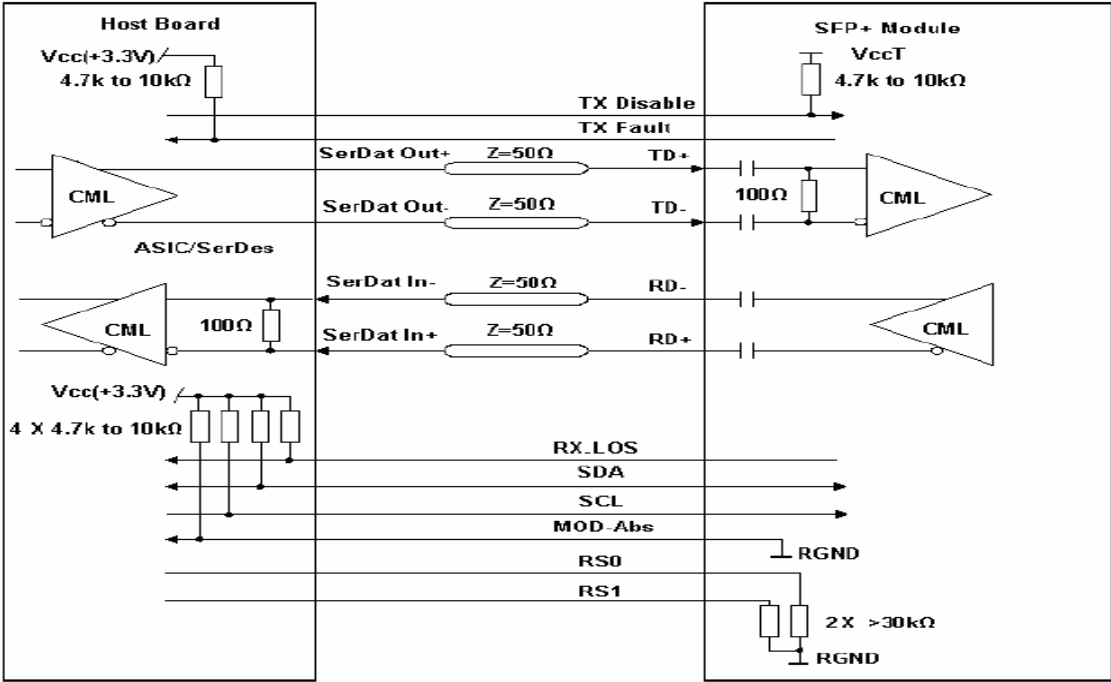 Host Board
SFP+ Module
Vcc(+3.3V)
4.7k to 10kΩ
VccT
4.7k to 10kΩ
TX Disable
TX Fault
SerDat Out+
Z=50Ω
TD+
CML
100Ω
CML
SerDat Out-
Z=50Ω
TD-
ASIC/SerDes
SerDat In-
Z=50Ω
RD-
CML
100Ω
SerDat In+
Z=50Ω
RD+
CML
Vcc(+3.3V)
4 X 4.7k to 10kΩ
RX_LOS
SDA
SCL
MOD-Abs
RGND
RS0
RS1
2X >30kΩ
RGND